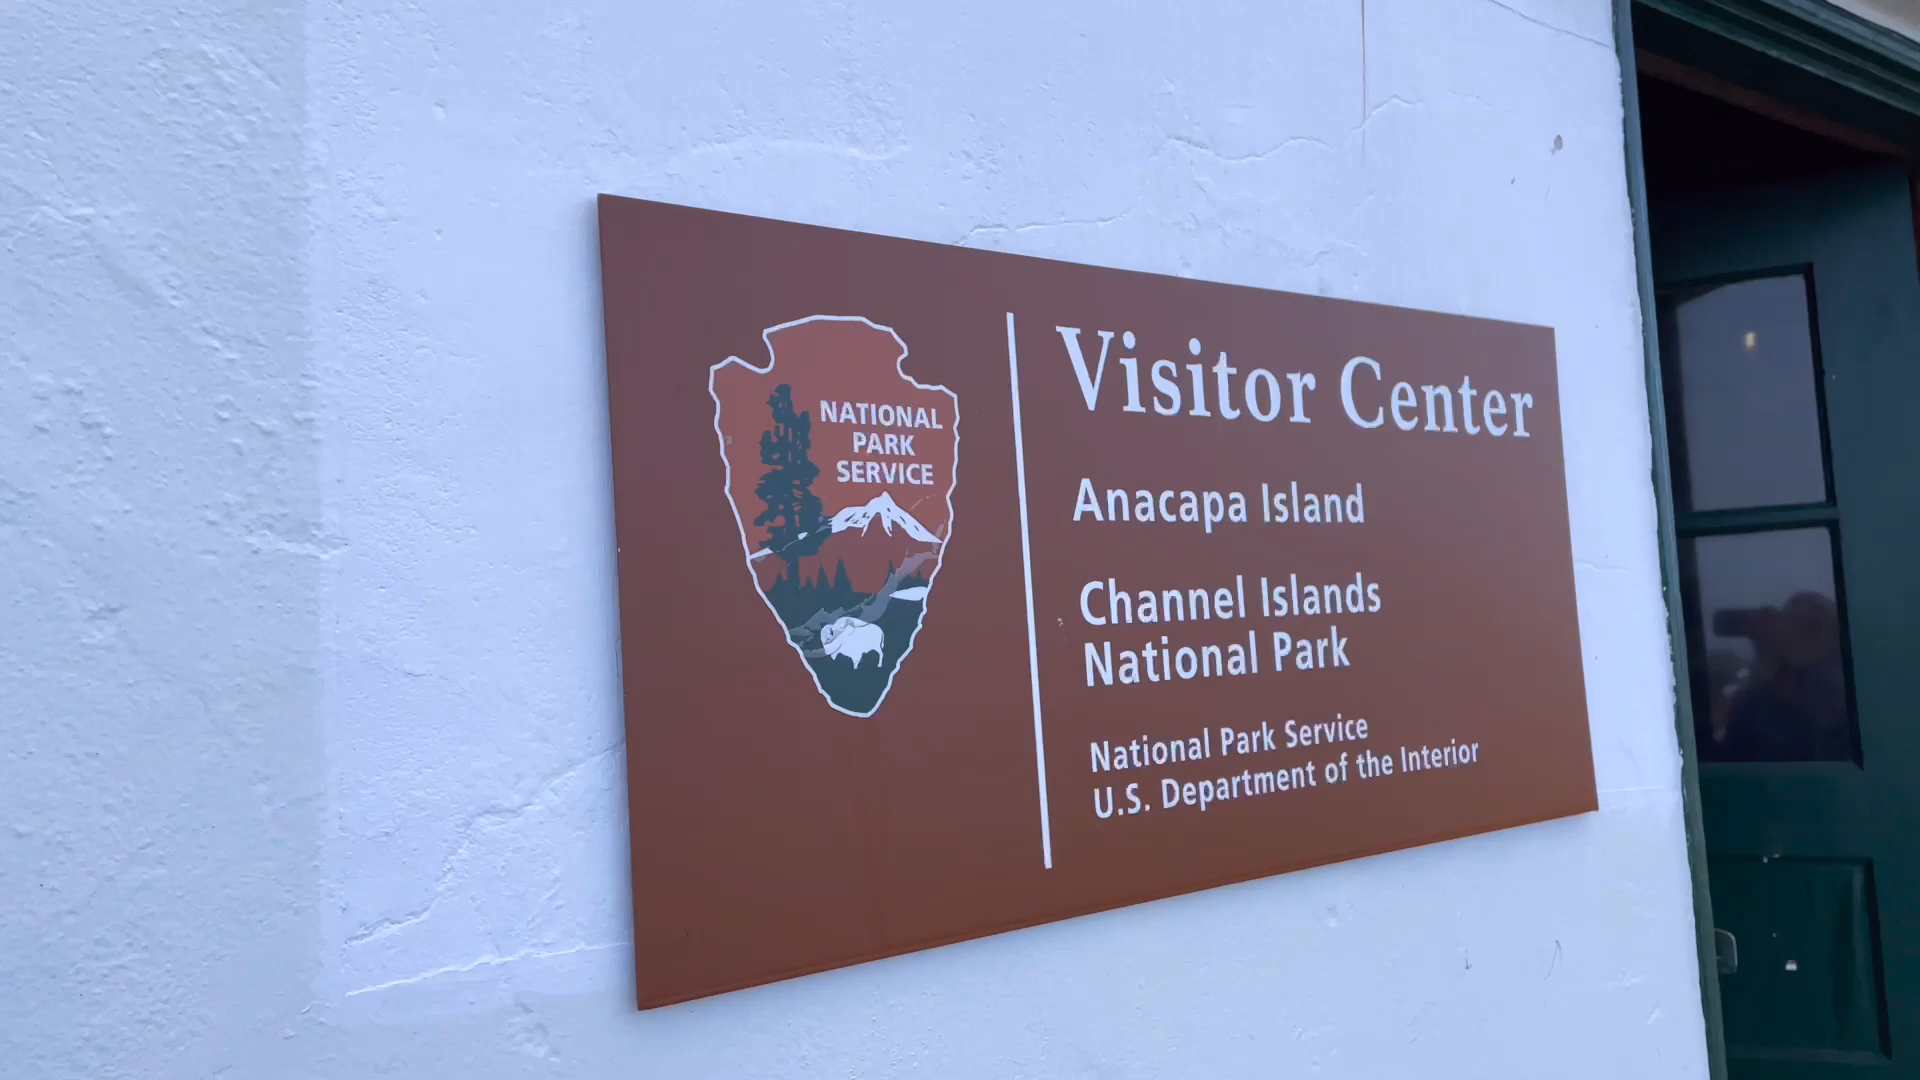 NATIONAL
PARK
SERVICE
Visitor Center
Anacapa Island
Channel Islands
National Park
National Park Service
U.S. Department of the Interior